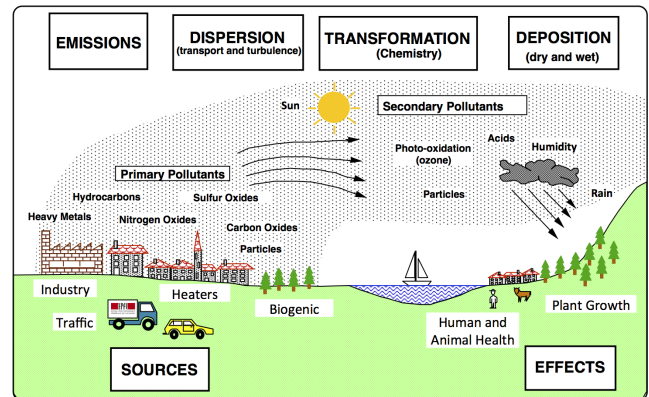 EMISSIONS
DISPERSION
(transport and turbulence)
TRANSFORMATION
(Chemistry)
DEPOSITION
(dry and wet)
Sun
Secondary Pollutants
Acids
Humidity
Photo-oxidation
(ozone)
Primary Pollutants
Hydrocarbons
Sulfur Oxides
Particles
Rain
Heavy Metals
Nitrogen Oxides
Carbon Oxides
Particles
Industry
Heaters
Biogenic
Traffic
Human and
Animal Health
Plant Growth
SOURCES
EFFECTS